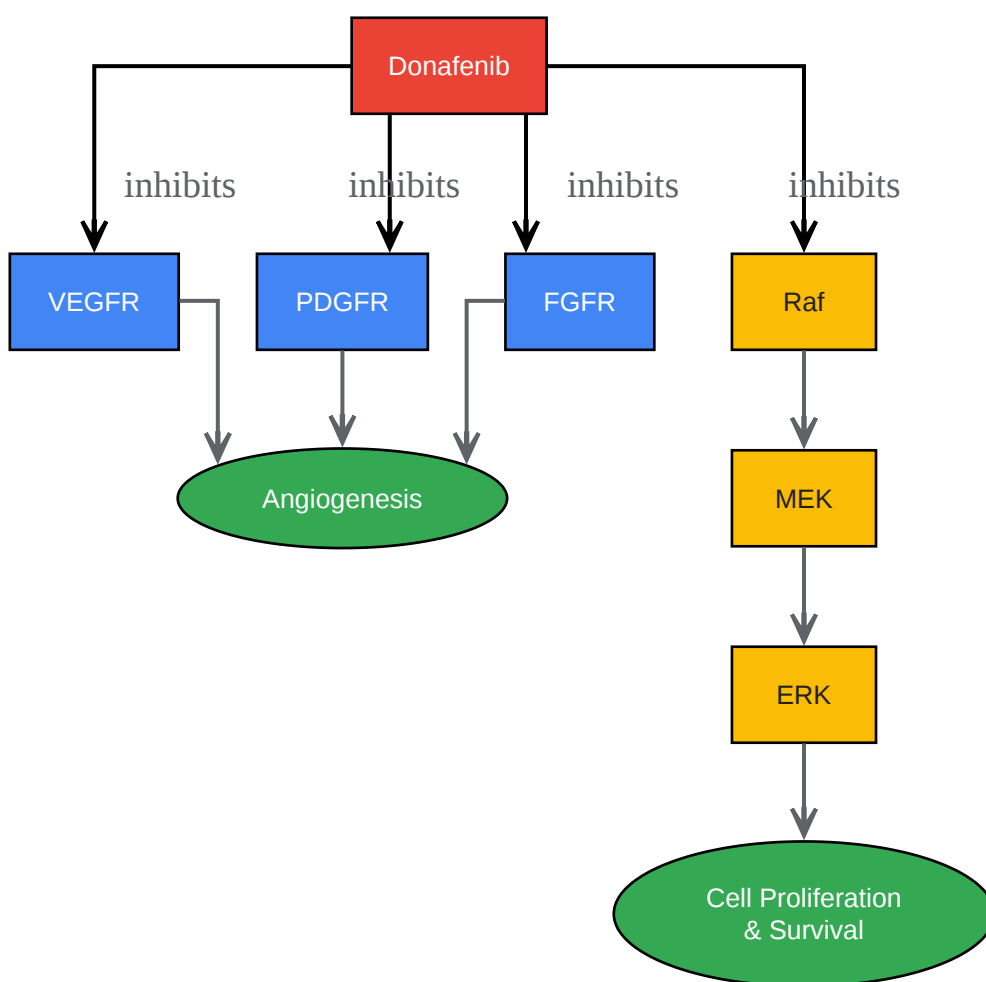 Donafenib
inhibits inhibits inhibits inhibits
VEGFR PDGFR FGFR Raf
Angiogenesis MEK
ERK
Cell Proliferation
& Survival